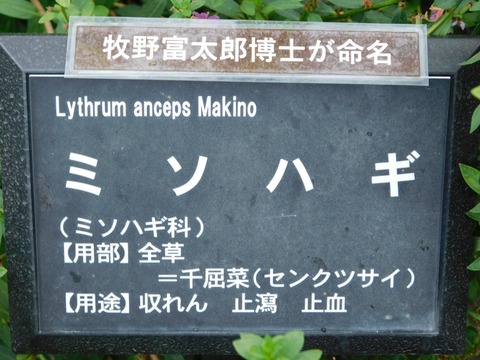 牧野富太郎博士が命名
Lythrum anceps Makino
ミソハギ
(ミソハギ科)
【用部】全草
=千屈菜(センクツサイ)
【用途】収れん 止瀉 止血